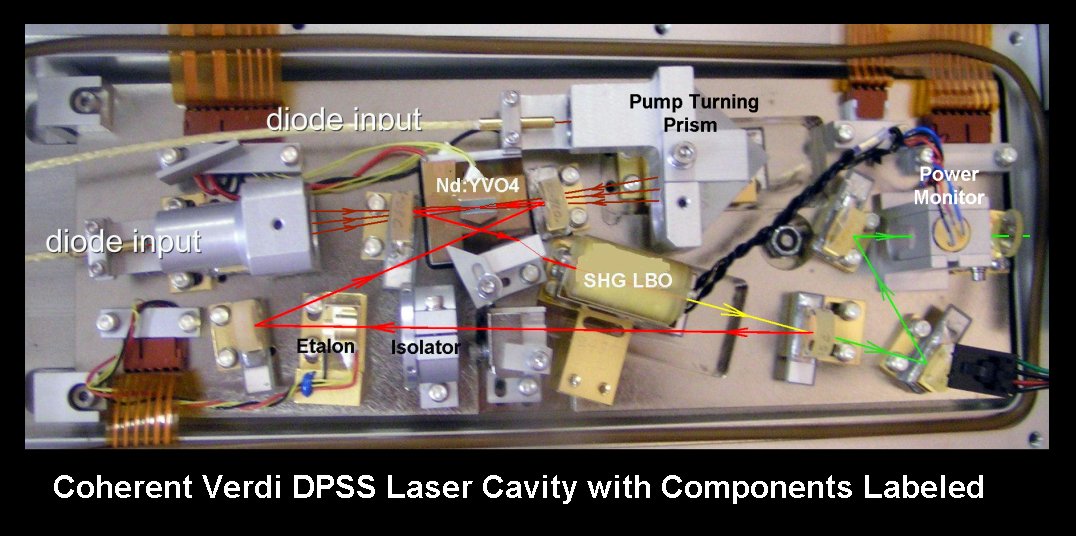 diode input
Pump Turning
Prism
Nd:YVO4
Power
Monitor
diode input
SHG LBO
Etalon
Isolator
Coherent Verdi DPSS Laser Cavity with Components Labeled